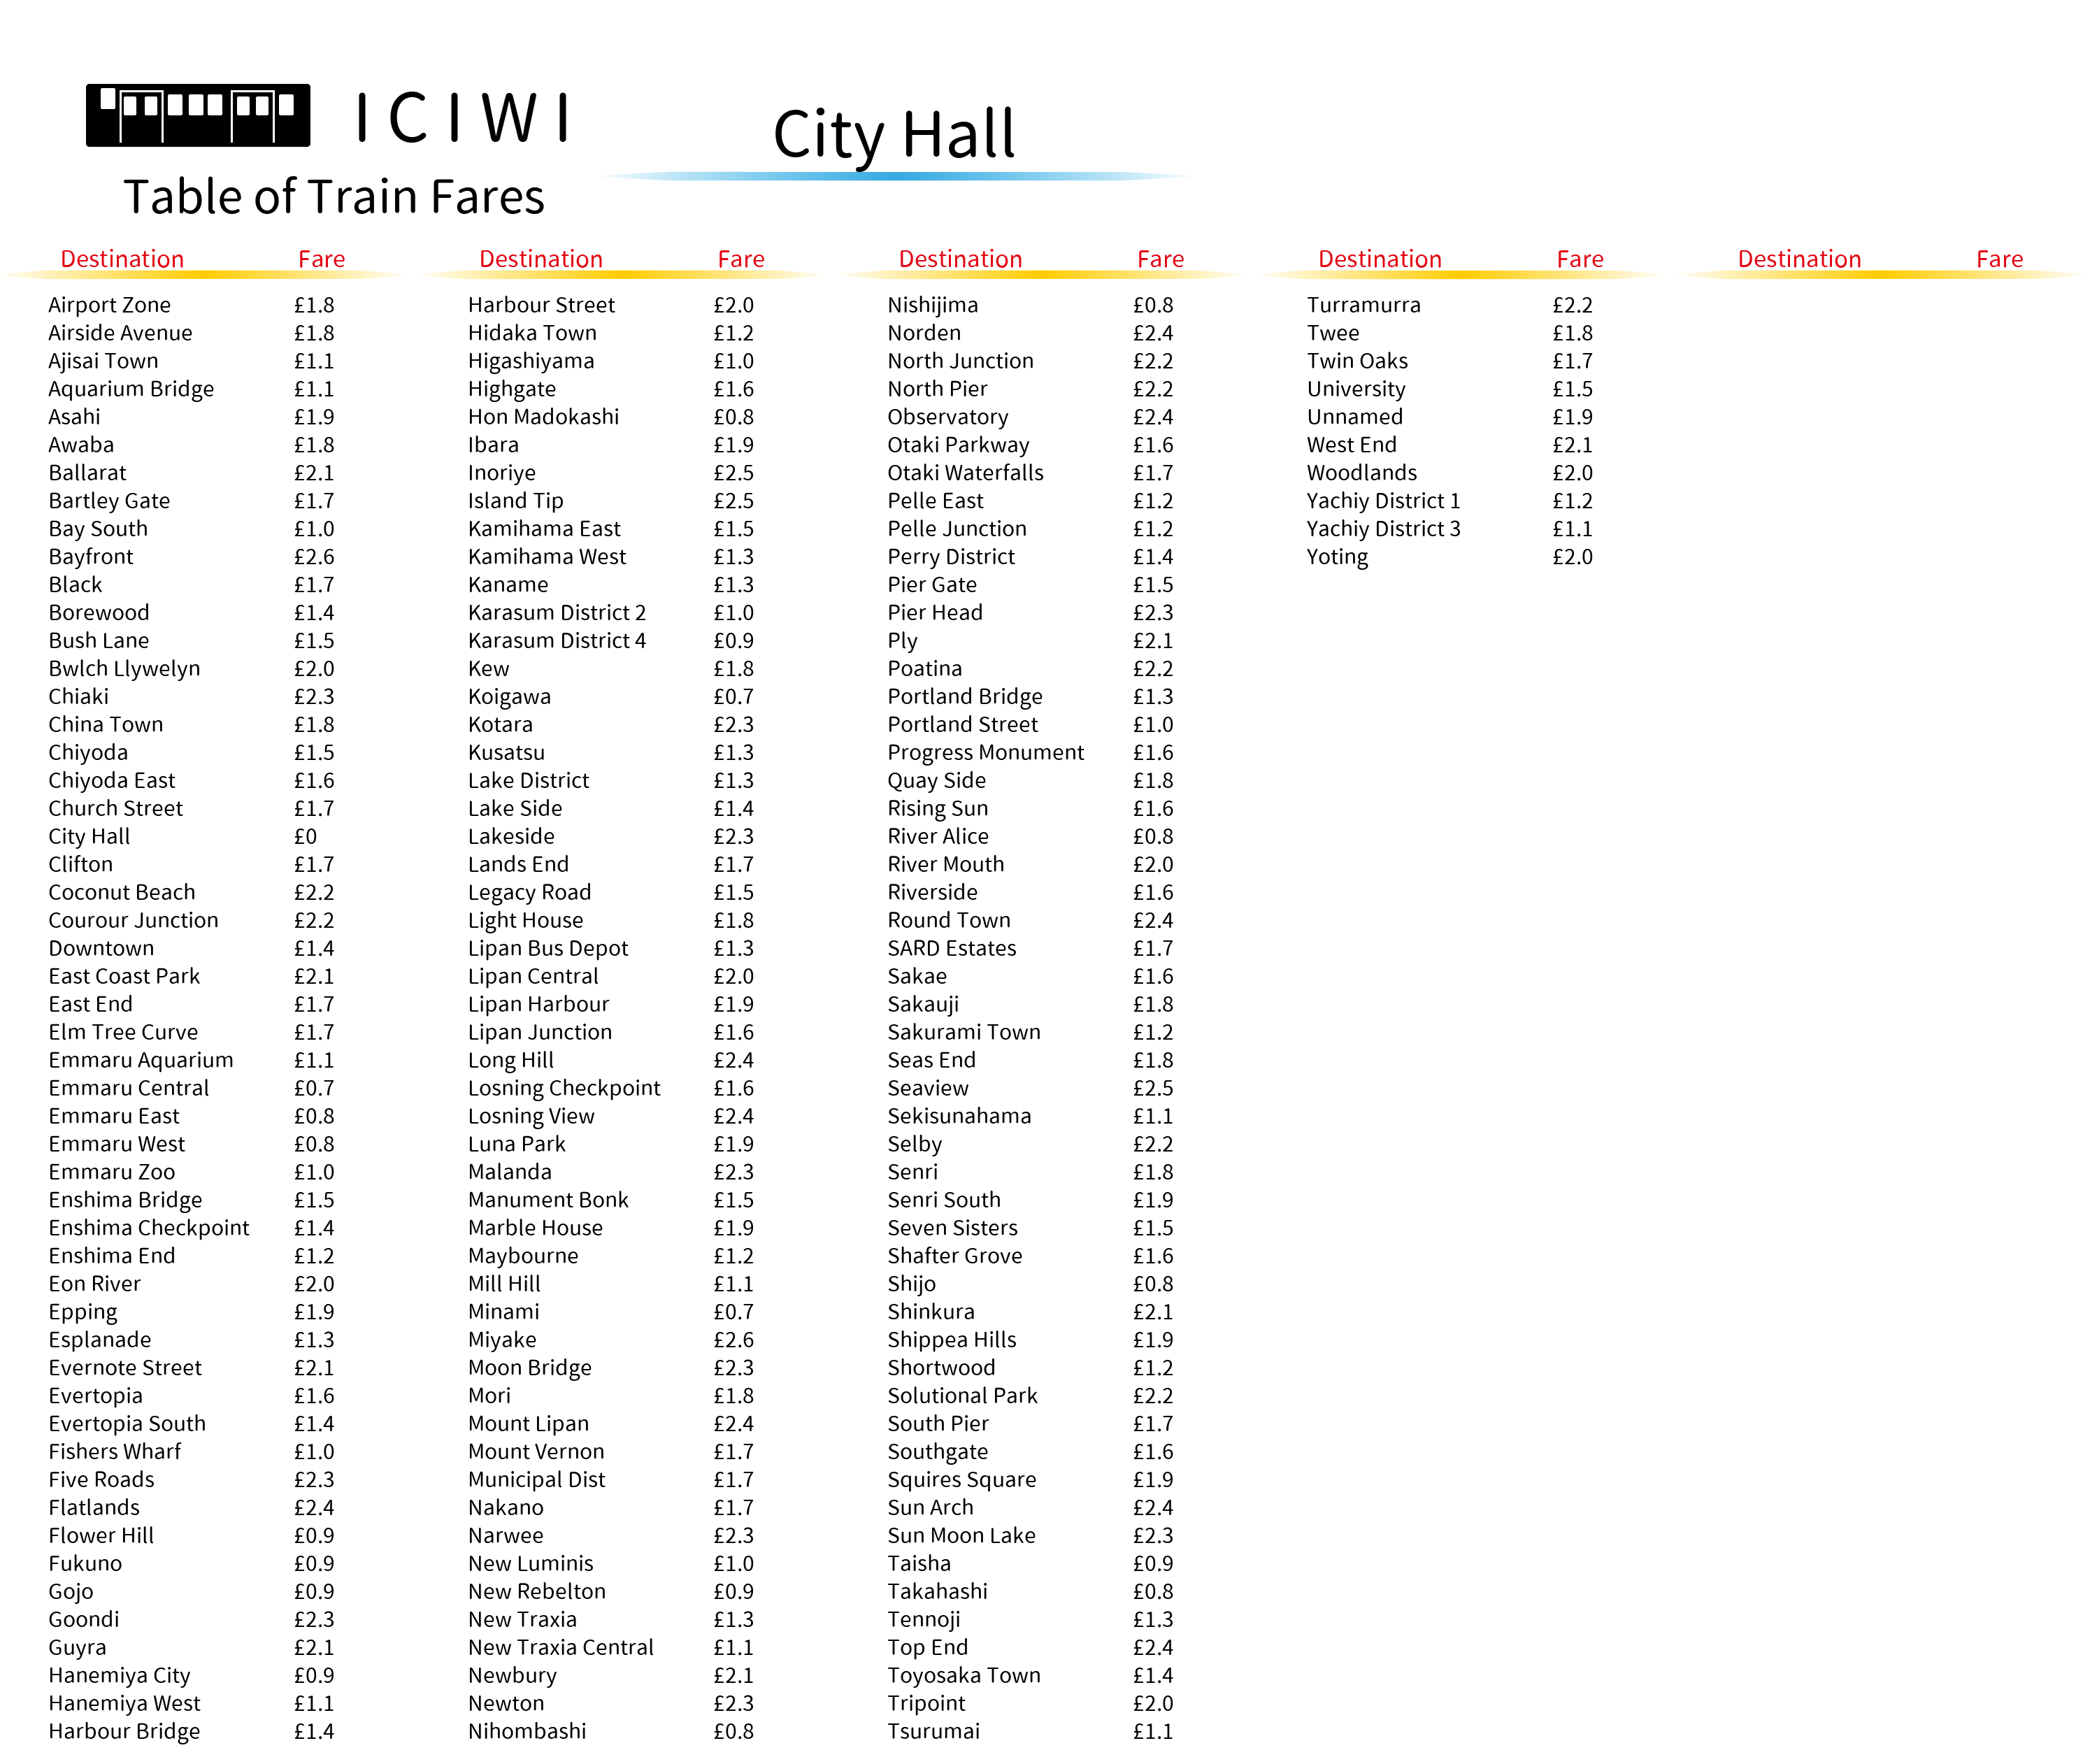 ICIWI
City Hall
Table of Train Fares
Destination Fare
Airport Zone £1.8
Airside Avenue £1.8
Ajisai Town £1.1
Aquarium Bridge £1.1
Asahi £1.9
Awaba £1.8
Ballarat £2.1
Bartley Gate £1.7
Bay South £1.0
Bayfront £2.6
Black £1.7
Borewood £1.4
Bush Lane £1.5
Bwlch Llywelyn £2.0
Chiaki £2.3
China Town £1.8
Chiyoda £1.5
Chiyoda East £1.6
Church Street £1.7
City Hall £0
Clifton £1.7
Coconut Beach £2.2
Courour Junction £2.2
Downtown £1.4
East Coast Park £2.1
East End £1.7
Elm Tree Curve £1.7
Emmaru Aquarium £1.1
Emmaru Central £0.7
Emmaru East £0.8
Emmaru West £0.8
Emmaru Zoo £1.0
Enshima Bridge £1.5
Enshima Checkpoint £1.4
Enshima End £1.2
Eon River £2.0
Epping £1.9
Esplanade £1.3
Evernote Street £2.1
Evertopia £1.6
Evertopia South £1.4
Fishers Wharf £1.0
Five Roads £2.3
Flatlands £2.4
Flower Hill £0.9
Fukuno £0.9
Gojo £0.9
Goondi £2.3
Guyra £2.1
Hanemiya City £0.9
Hanemiya West £1.1
Harbour Bridge £1.4
Destination Fare
Harbour Street £2.0
Hidaka Town £1.2
Higashiyama £1.0
Highgate £1.6
Hon Madokashi £0.8
Ibara £1.9
Inoriye £2.5
Island Tip £2.5
Kamihama East £1.5
Kamihama West £1.3
Kaname £1.3
Karasum District 2 £1.0
Karasum District 4 £0.9
Kew £1.8
Koigawa £0.7
Kotara £2.3
Kusatsu £1.3
Lake District £1.3
Lake Side £1.4
Lakeside £2.3
Lands End £1.7
Legacy Road £1.5
Light House £1.8
Lipan Bus Depot £1.3
Lipan Central £2.0
Lipan Harbour £1.9
Lipan Junction £1.6
Long Hill £2.4
Losning Checkpoint £1.6
Losning View £2.4
Luna Park £1.9
Malanda £2.3
Manument Bonk £1.5
Marble House £1.9
Maybourne £1.2
Mill Hill £1.1
Minami £0.7
Miyake £2.6
Moon Bridge £2.3
Mori £1.8
Mount Lipan £2.4
Mount Vernon £1.7
Municipal Dist £1.7
Nakano £1.7
Narwee £2.3
New Luminis £1.0
New Rebelton £0.9
New Traxia £1.3
New Traxia Central £1.1
Newbury £2.1
Newton £2.3
Nihombashi £0.8
Destination Fare
Nishijima £0.8
Norden £2.4
North Junction £2.2
North Pier £2.2
Observatory £2.4
Otaki Parkway £1.6
Otaki Waterfalls £1.7
Pelle East £1.2
Pelle Junction £1.2
Perry District £1.4
Pier Gate £1.5
Pier Head £2.3
Ply £2.1
Poatina £2.2
Portland Bridge £1.3
Portland Street £1.0
Progress Monument £1.6
Quay Side £1.8
Rising Sun £1.6
River Alice £0.8
River Mouth £2.0
Riverside £1.6
Round Town £2.4
SARD Estates £1.7
Sakae £1.6
Sakauji £1.8
Sakurami Town £1.2
Seas End £1.8
Seaview £2.5
Sekisunahama £1.1
Selby £2.2
Senri £1.8
Senri South £1.9
Seven Sisters £1.5
Shafter Grove £1.6
Shijo £0.8
Shinkura £2.1
Shippea Hills £1.9
Shortwood £1.2
Solutional Park £2.2
South Pier £1.7
Southgate £1.6
Squires Square £1.9
Sun Arch £2.4
Sun Moon Lake £2.3
Taisha £0.9
Takahashi £0.8
Tennoji £1.3
Top End £2.4
Toyosaka Town £1.4
Tripoint £2.0
Tsurumai £1.1
Destination Fare
Turramurra £2.2
Twee £1.8
Twin Oaks £1.7
University £1.5
Unnamed £1.9
West End £2.1
Woodlands £2.0
Yachiy District 1 £1.2
Yachiy District 3 £1.1
Yoting £2.0
Destination Fare